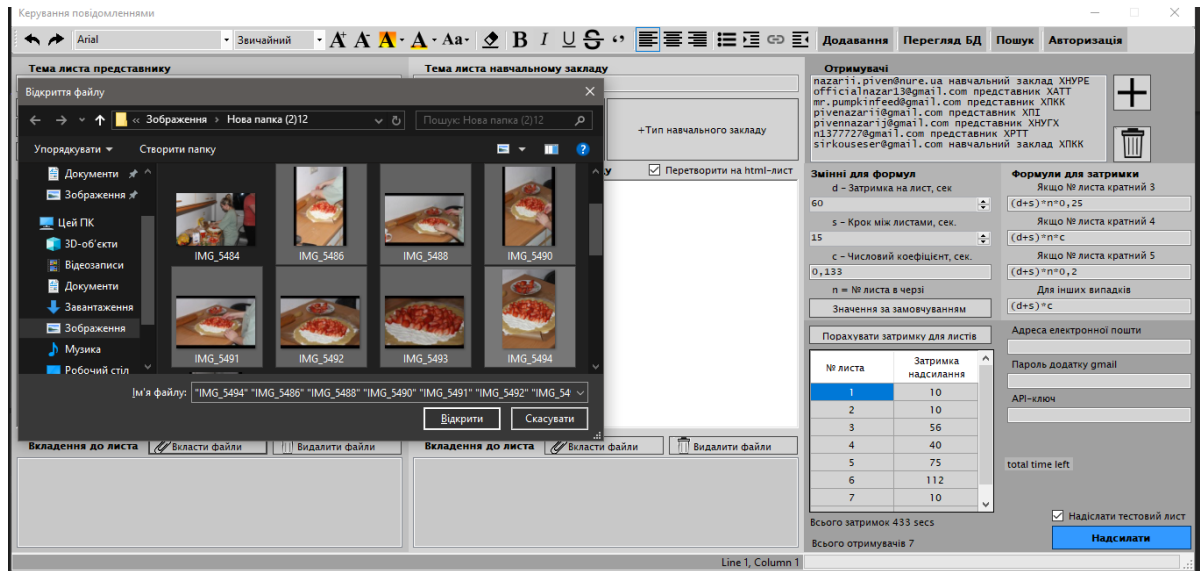 Керування повідомленнями
Arial
Звичайний
Додавання
Перегляд БД
Пошук
Авторизація
Тема листа представнику
Тема листа навчальному закладу
Отримувачі
nazarii.piven@nure.ua навчальний заклад ХНУРЕ
officialnazar13@gmail.com представник ХАТТ
mr.pumpkinfeed@gmail.com представник ХПКК
pivenazarii@gmail.com представник ХПІ
pivennazarij@gmail.com представник ХНУГХ
n1377727@gmail.com представник ХРТТ
sirkouseser@gmail.com навчальний заклад ХПКК
Відкриття файлу
Зображення
Нова папка (2)12
Пошук: Нова папка (2)12
Упорядкувати
Створити папку
Документи
Зображення
Цей ПК
3D-об'єкти
Відеозаписи
Документи
Завантаження
Зображення
Музика
Робочий стіл
IMG_5484
IMG_5486
IMG_5488
IMG_5490
IMG_5491
IMG_5492
IMG_5493
IMG_5494
Ім'я файлу:
"IMG_5494" "IMG_5486" "IMG_5488" "IMG_5490" "IMG_5491" "IMG_5492" "IMG_54
Відкрити
Скасувати
+Тип навчального закладу
Перетворити на html-лист
Змінні для формул
d - Затримка на лист, сек
60
s - Крок між листами, сек.
15
c - Числовий коефіцієнт, сек.
0,133
n = № листа в черзі
Значення за замовчуванням
Формули для затримки
Якщо № листа кратний 3
(d+s)*n*0,25
Якщо № листа кратний 4
(d+s)*n*c
Якщо № листа кратний 5
(d+s)*n*0,2
Для інших випадків
(d+s)*c
Порахувати затримку для листів
№ листа
Затримка надсилання
1 10
2 10
3 56
4 40
5 75
6 112
7 10
Всього затримок 433 secs
Всього отримувачів 7
Адреса електронної пошти
Пароль додатку gmail
API-ключ
total time left
Надіслати тестовий лист
Надсилати
Вкладення до листа
Вкласти файли
Видалити файли
Вкладення до листа
Вкласти файли
Видалити файли
Line 1, Column 1